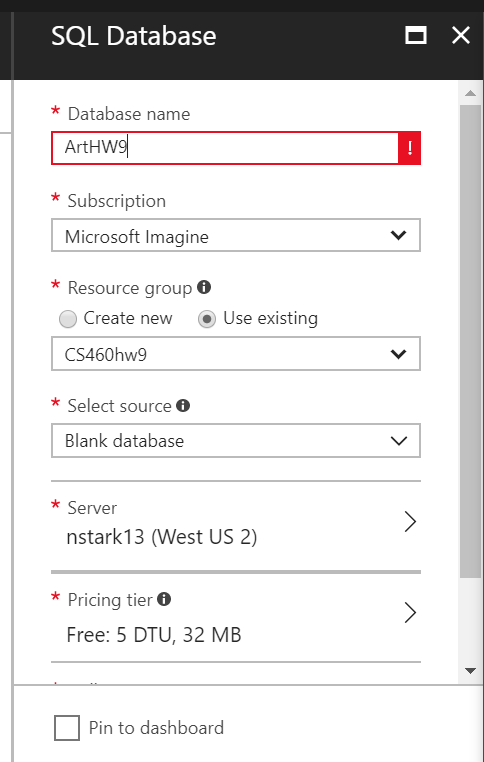 SQL Database
* Database name
ArtHW9
!
* Subscription
Microsoft Imagine
* Resource group i
Create new Use existing
CS460hw9
* Select source i
Blank database
* Server
nstark13 (West US 2)
* Pricing tier i
Free: 5 DTU, 32 MB
Pin to dashboard